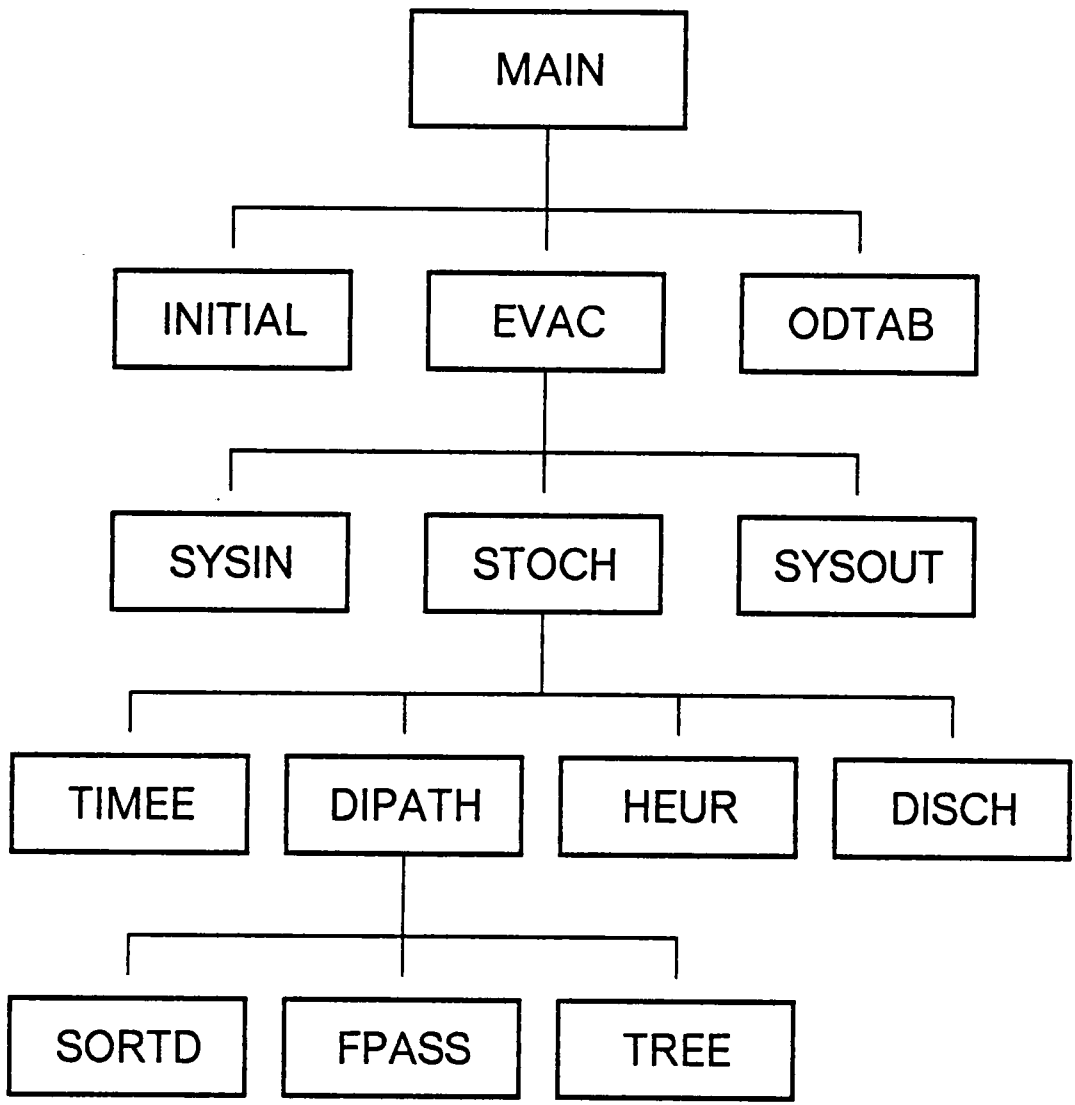 MAIN
INITIAL
EVAC
ODTAB
SYSIN
STOCH
SYSOUT
TIMEE
DIPATH
HEUR
DISCH
SORTD
FPASS
TREE